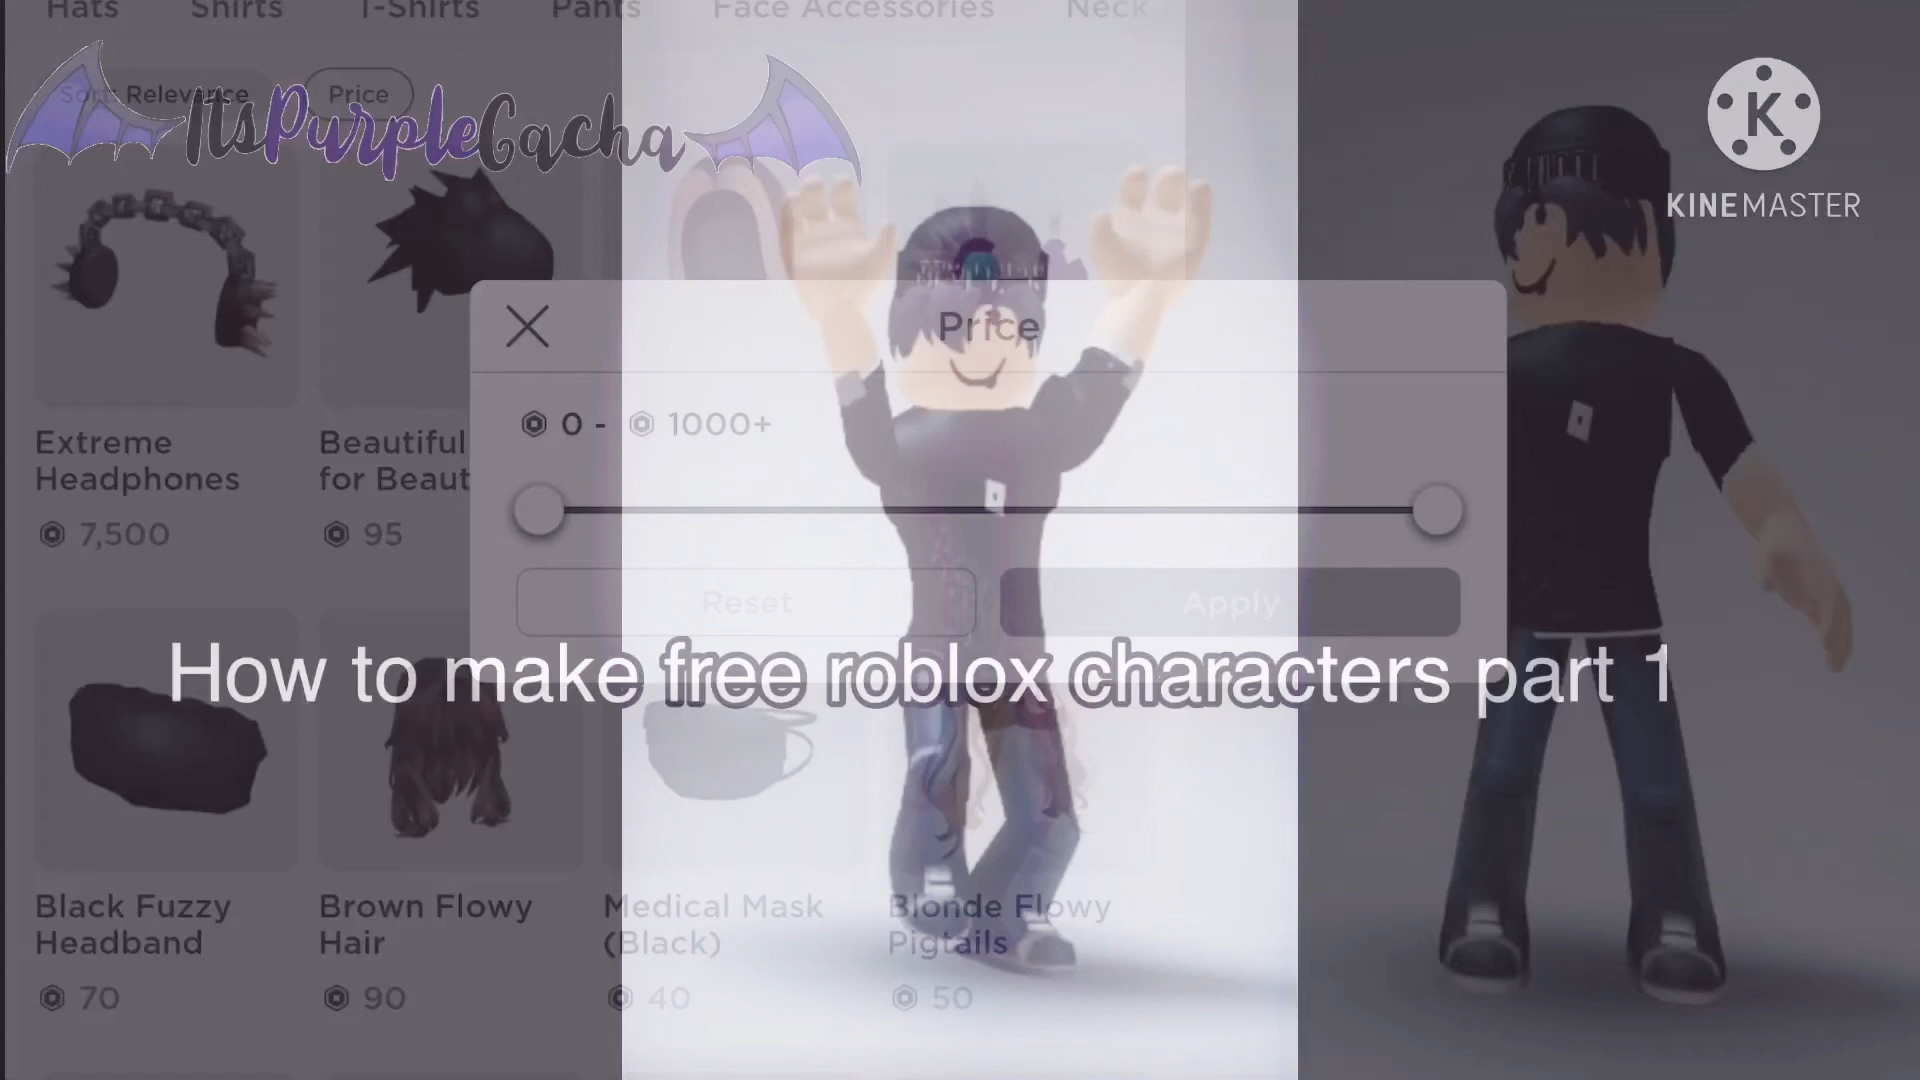 Hats Shirts T-Shirts Pants Face Accessories Neck
Sort: Relevance Price
ItsPurpleGacha
K
KINEMASTER
Price
0 - 1000+
Extreme
Headphones
7,500
Beautiful
for Beaut
95
Reset Apply
How to make free roblox characters part 1
Black Fuzzy
Headband
70
Brown Flowy
Hair
90
Medical Mask
(Black)
40
Blonde Flowy
Pigtails
50